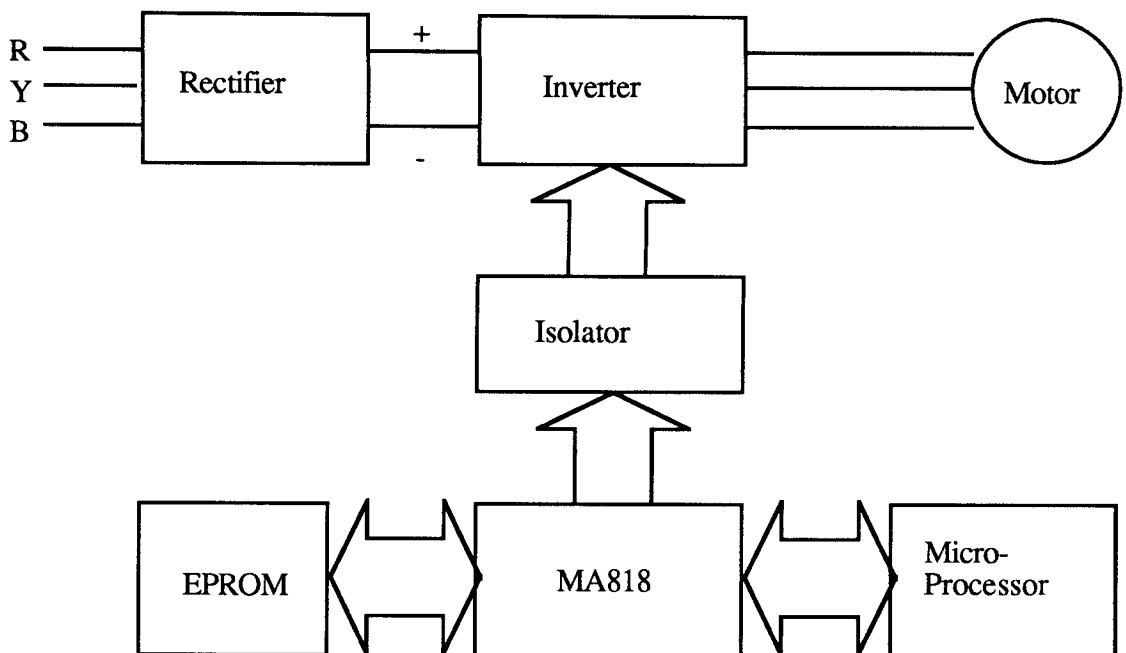 R
Y
B
Rectifier
+
-
Inverter
Motor
Isolator
EPROM
MA818
Micro-
Processor